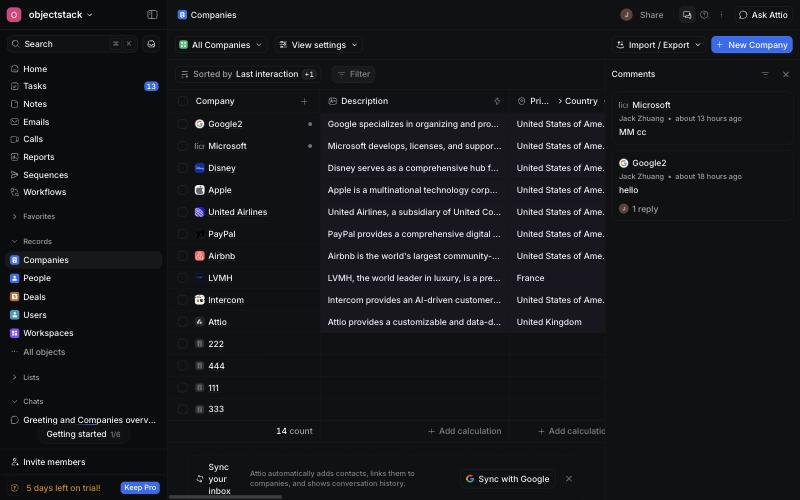 objectstack
Companies
Share
Ask Attio
Search
K
All Companies
View settings
Import / Export
New Company
Home
Tasks
13
Notes
Emails
Calls
Reports
Sequences
Workflows
Favorites
Records
Companies
People
Deals
Users
Workspaces
All objects
Lists
Chats
Greeting and Companies overv...
Getting started 1/6
Invite members
5 days left on trial!
Keep Pro
Sorted by Last interaction +1
Filter
Company
Description
Pri... > Country
Google2
Google specializes in organizing and pro...
United States of Ame.
Microsoft
Microsoft develops, licenses, and suppor...
United States of Ame.
Disney
Disney serves as a comprehensive hub f...
United States of Ame.
Apple
Apple is a multinational technology corp...
United States of Ame.
United Airlines
United Airlines, a subsidiary of United Co...
United States of Ame.
PayPal
PayPal provides a comprehensive digital ...
United States of Ame.
Airbnb
Airbnb is the world's largest community-...
United States of Ame.
LVMH
LVMH, the world leader in luxury, is a pre...
France
Intercom
Intercom provides an AI-driven customer...
United States of Ame.
Attio
Attio provides a customizable and data-d...
United Kingdom
222
444
111
333
14 count
Add calculation
Add calculatio
Sync your inbox
Attio automatically adds contacts, links them to
companies, and shows conversation history.
Sync with Google
Comments
Microsoft
Jack Zhuang • about 13 hours ago
MM cc
Google2
Jack Zhuang • about 18 hours ago
hello
J
1 reply